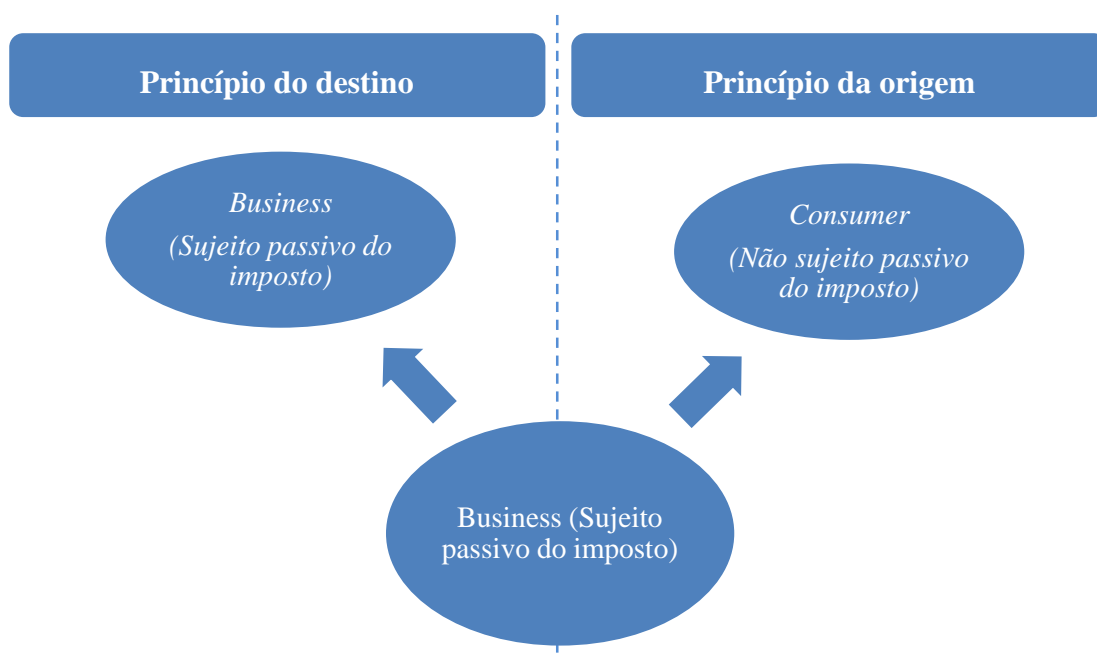 Princípio do destino
Princípio da origem
Business
(Sujeito passivo do
imposto)
Consumer
(Não sujeito passivo
do imposto)
Business (Sujeito
passivo do imposto)